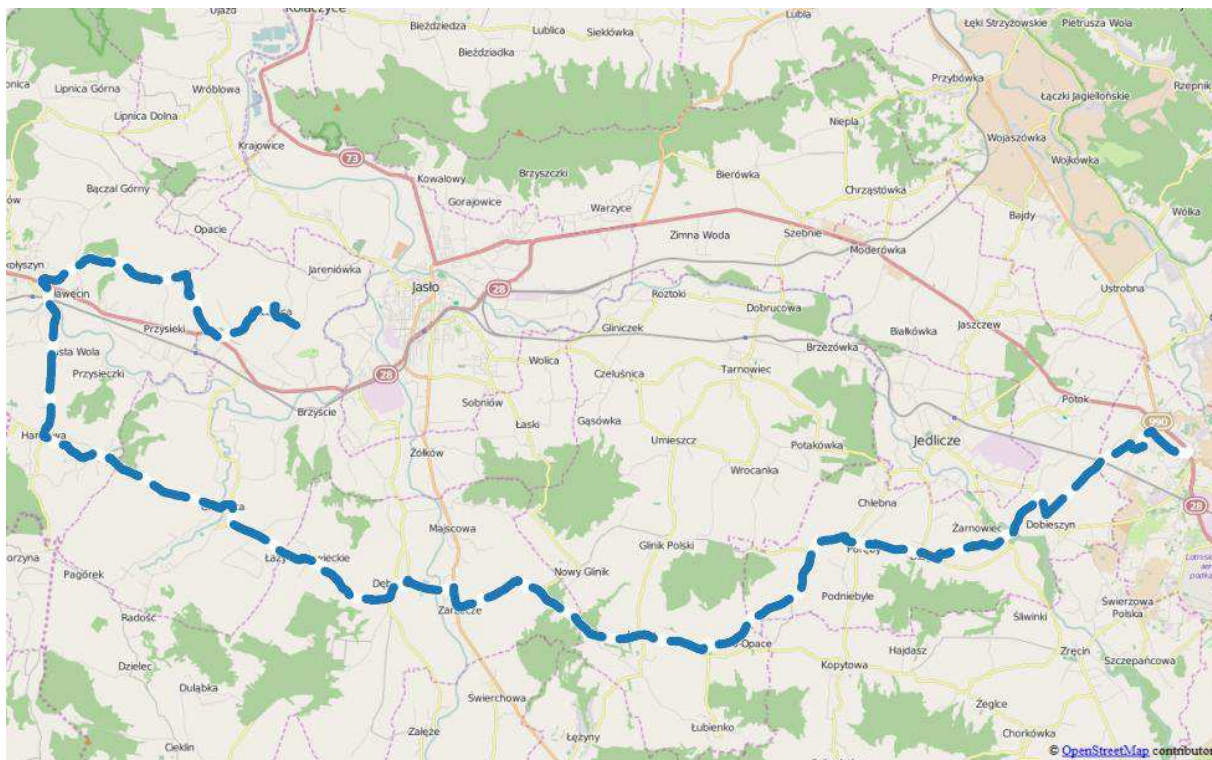 Ujazd
Kołaczyce
Bieździedza
Lublica
Sieklówka
Lubla
Łęki Strzyżowskie
Pietrusza Wola
Bieździadka
Lipnica Górna
Wróblowa
Przybówka
Rzepnik
Łączki Jagiellońskie
Lipnica Dolna
Niepla
Wojaszówka
Krajowice
73
Wojkówka
Brzyszczki
Bierówka
Kowalowy
Bączal Górny
Chrząstówka
Gorajowice
Warzyce
Bajdy
Wólka
Opacie
Zimna Woda
Szebnie
Moderówka
Jareniówka
Jasło
28
Roztoki
Ustrobna
Dobrucowa
Przysieki
Gliniczek
Białkówka
Jaszczew
Brzezówka
Wolica
Przysieczki
28
Czeluśnica
Tarnowiec
Potok
Brzyście
Sobniów
Łaski
Gąsówka
990
Umieszcz
Potakówka
Jedlicze
Żółków
Wrocanka
Chlebna
28
Majscowa
Żarnowiec
Dobieszyn
Glinik Polski
Pagórek
Nowy Glinik
Podniebyle
Świerzowa
Polska
Radość
Zarzecze
Sliwinki
Opace
Hajdasz
Zręcin
Dzielec
Kopytowa
Szczepańcowa
Duląbka
Świerchowa
Żeglce
Załęże
Łubienko
Łężyny
Chorkówka
Cieklin
© OpenStreetMap contributor